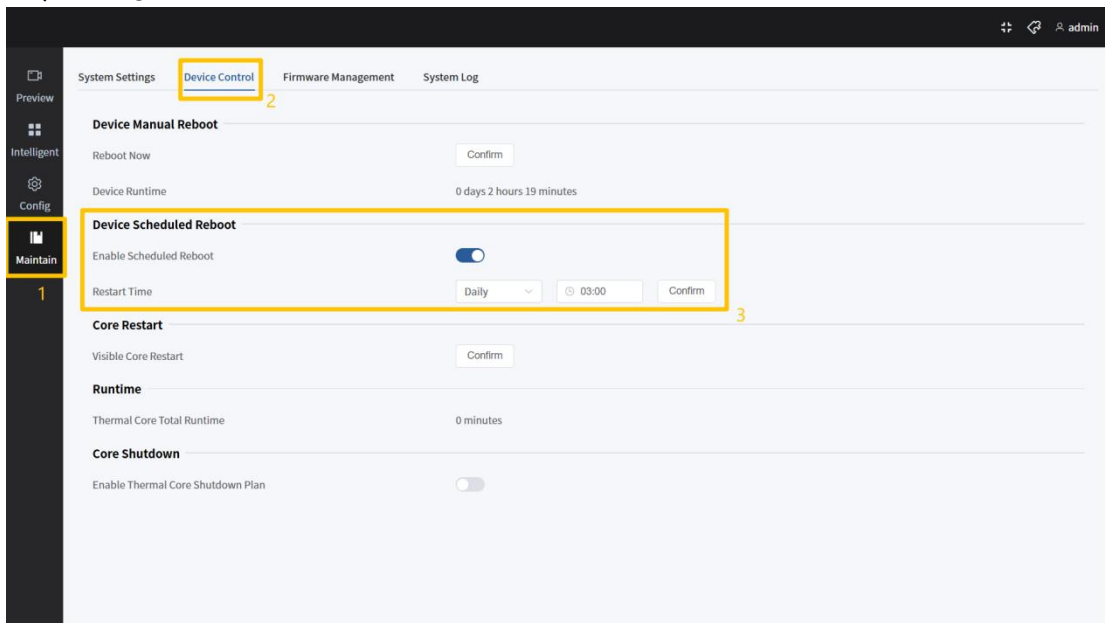 admin
Preview
Intelligent
Config
Maintain
1
System Settings Device Control Firmware Management System Log
2
Device Manual Reboot
Reboot Now Confirm
Device Runtime 0 days 2 hours 19 minutes
Device Scheduled Reboot
Enable Scheduled Reboot
Restart Time Daily 03:00 Confirm
3
Core Restart
Visible Core Restart Confirm
Runtime
Thermal Core Total Runtime 0 minutes
Core Shutdown
Enable Thermal Core Shutdown Plan